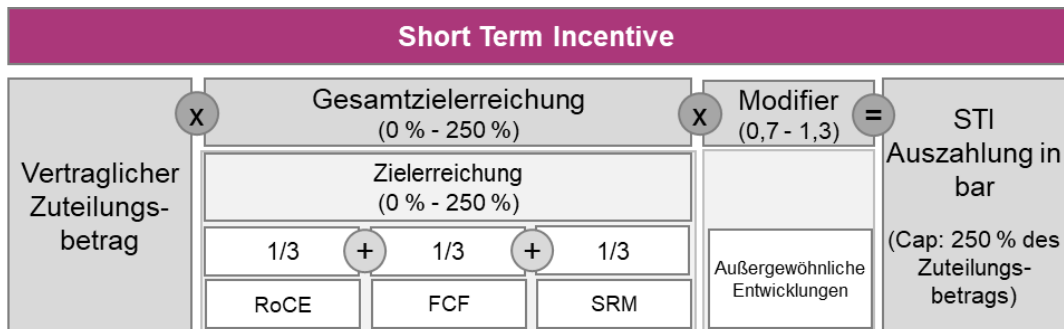 Short Term Incentive
Vertraglicher
Zuteilungs-
betrag
x
Gesamtzielerreichung
(0 % - 250 %)
Zielerreichung
(0 % - 250 %)
1/3
+
1/3
+
1/3
RoCE
FCF
SRM
x
Modifier
(0,7 - 1,3)
Außergewöhnliche
Entwicklungen
=
STI
Auszahlung in
bar
(Cap: 250 % des
Zuteilungs-
betrags)